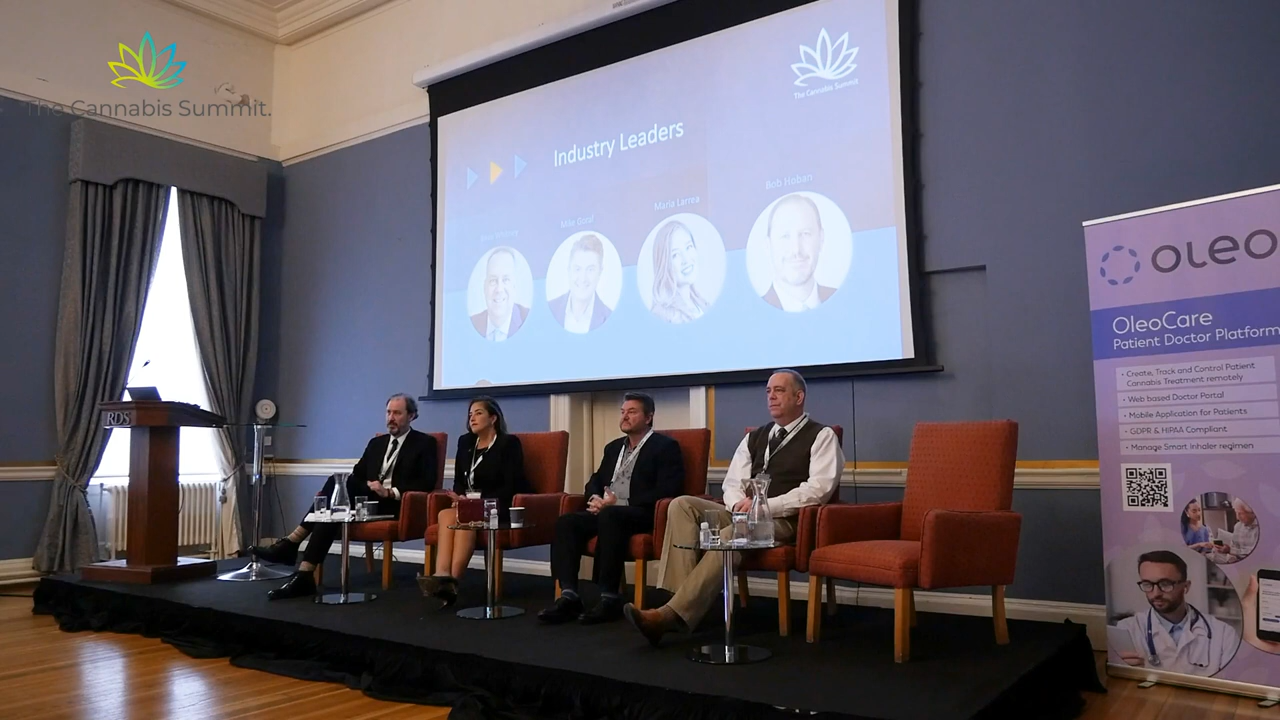 The Cannabis Summit.
The Cannabis Summit
Industry Leaders
Mike Goial
Maria Larrea
Bob Hoban
RDS
OLEO
OleoCare
Patient Doctor Platform
• Create, Track and Control Patient
Cannabis Treatment remotely
• Web based Doctor Portal
• Mobile Application for Patients
• GDPR & HIPAA Compliant
• Manage Smart Inhaler regimen